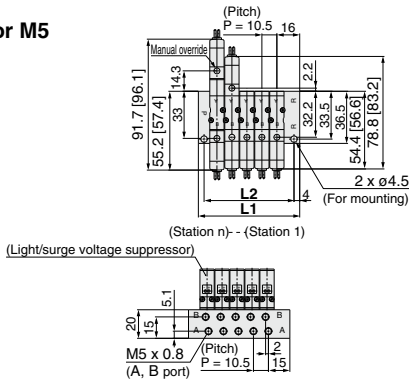 or M5
(Pitch)
P = 10.5
16
Manual override
14.3
2.2
91.7 [96.1]
55.2 [57.4]
33
32.2
33.5
36.5
54.4 [56.6]
78.8 [83.2]
P
R
R
L2
4
L1
2 x ø4.5
(For mounting)
(Station n)- - (Station 1)
(Light/surge voltage suppressor)
5.1
20
15
B
B
A
A
M5 x 0.8
(A, B port)
(Pitch)
P = 10.5
2
15